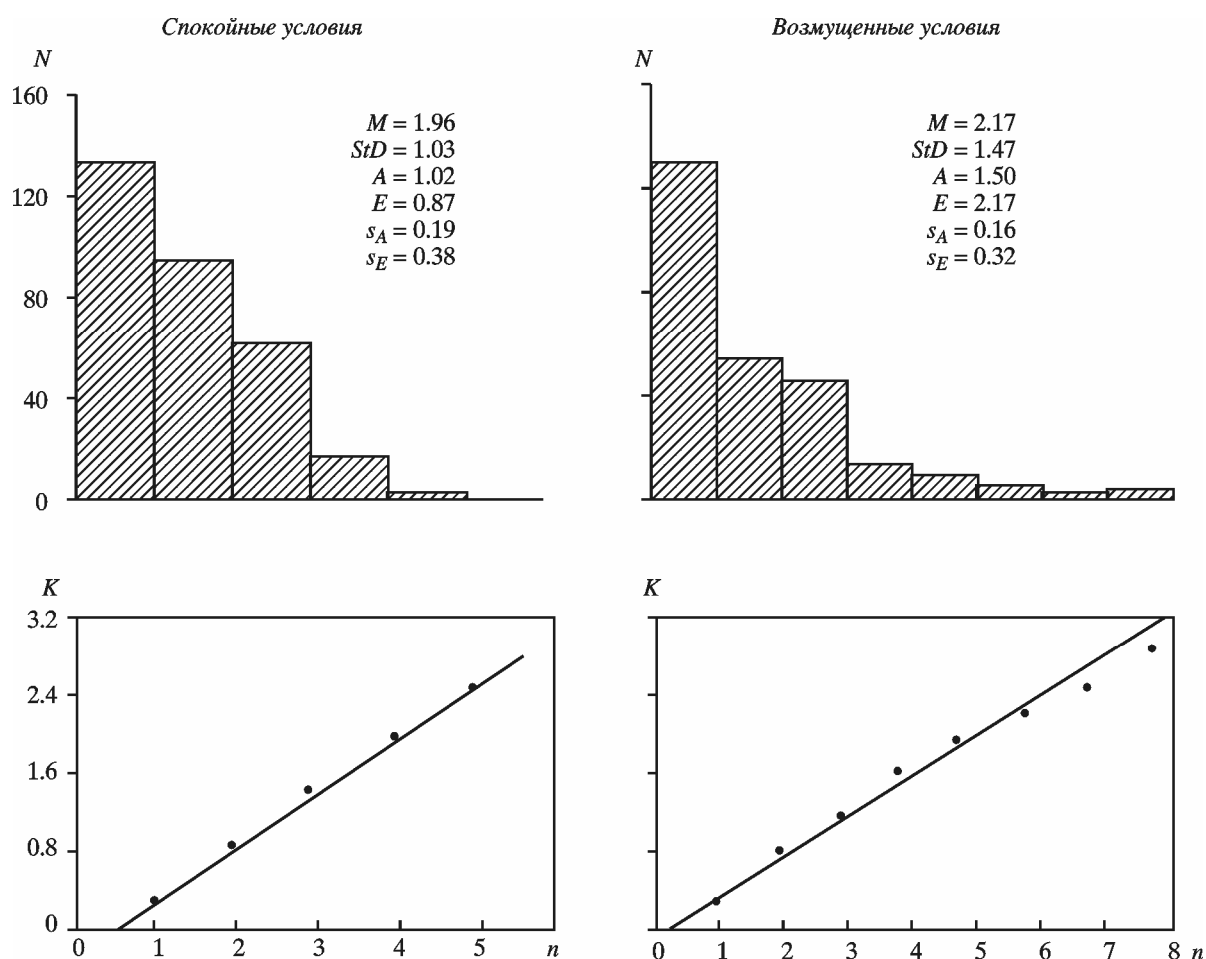 Спокойные условия
N
160
120
80
40
0
M = 1.96
StD = 1.03
A = 1.02
E = 0.87
s_A = 0.19
s_E = 0.38
Возмущенные условия
N
M = 2.17
StD = 1.47
A = 1.50
E = 2.17
s_A = 0.16
s_E = 0.32
K
3.2
2.4
1.6
0.8
0
0 1 2 3 4 5 n
K
0 1 2 3 4 5 6 7 8 n